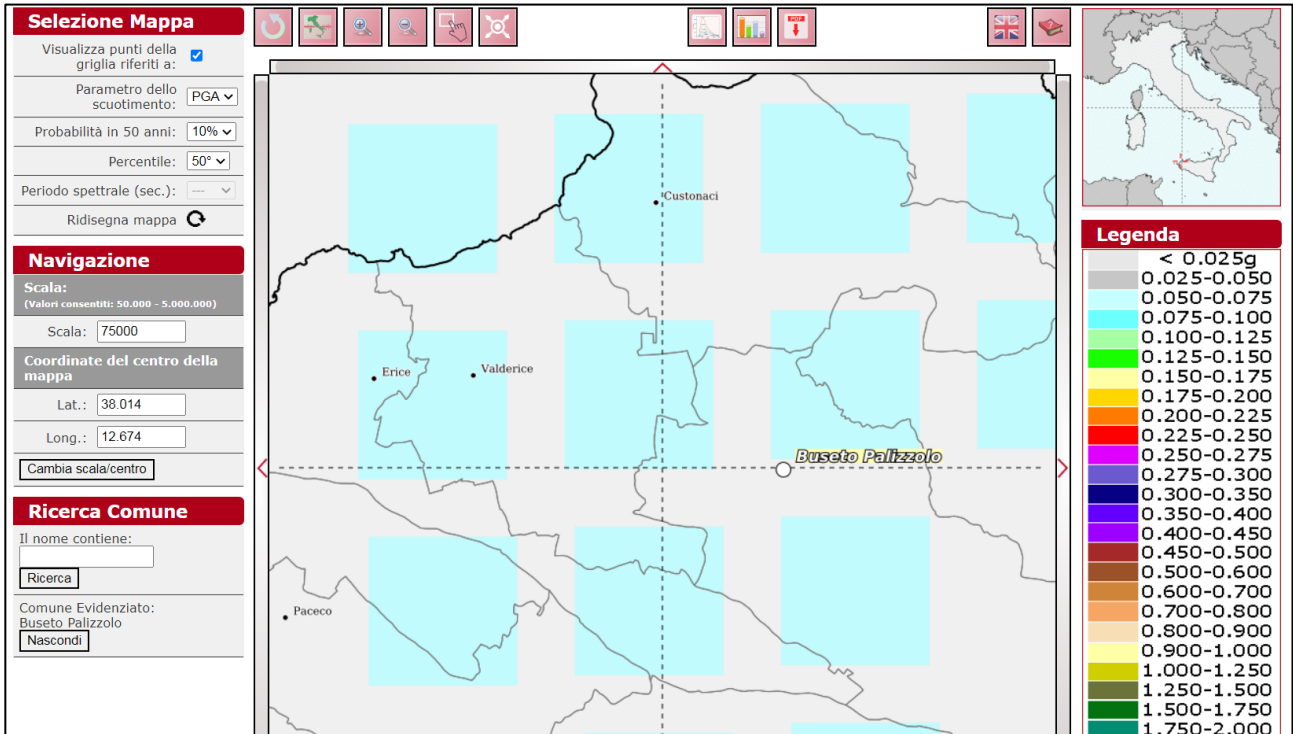 Selezione Mappa
Visualizza punti della
griglia riferiti a:
Parametro dello
scuotimento:
PGA
Probabilità in 50 anni:
10%
Percentile:
50°
Periodo spettrale (sec.):
---
Ridisegna mappa
Navigazione
Scala:
(Valori consentiti: 50.000 - 5.000.000)
Scala:
75000
Coordinate del centro della
mappa
Lat.:
38.014
Long.:
12.674
Cambia scala/centro
Ricerca Comune
Il nome contiene:
Ricerca
Comune Evidenziato:
Buseto Palizzolo
Nascondi
PDF
Custonaci
Erice
Valderice
Buseto Palizzolo
Paceco
Legenda
< 0.025g
0.025-0.050
0.050-0.075
0.075-0.100
0.100-0.125
0.125-0.150
0.150-0.175
0.175-0.200
0.200-0.225
0.225-0.250
0.250-0.275
0.275-0.300
0.300-0.350
0.350-0.400
0.400-0.450
0.450-0.500
0.500-0.600
0.600-0.700
0.700-0.800
0.800-0.900
0.900-1.000
1.000-1.250
1.250-1.500
1.500-1.750
1.750-2.000